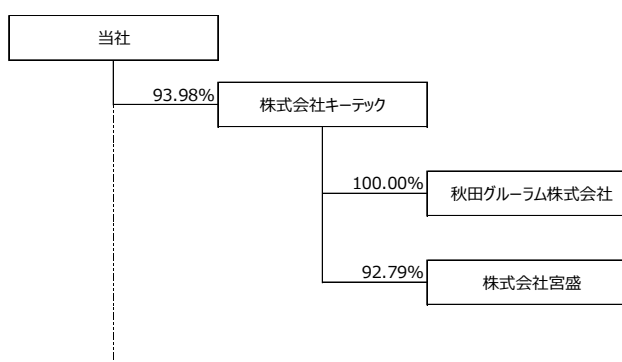 当社
93.98%
株式会社キーテック
100.00%
秋田グルーラム株式会社
92.79%
株式会社宮盛